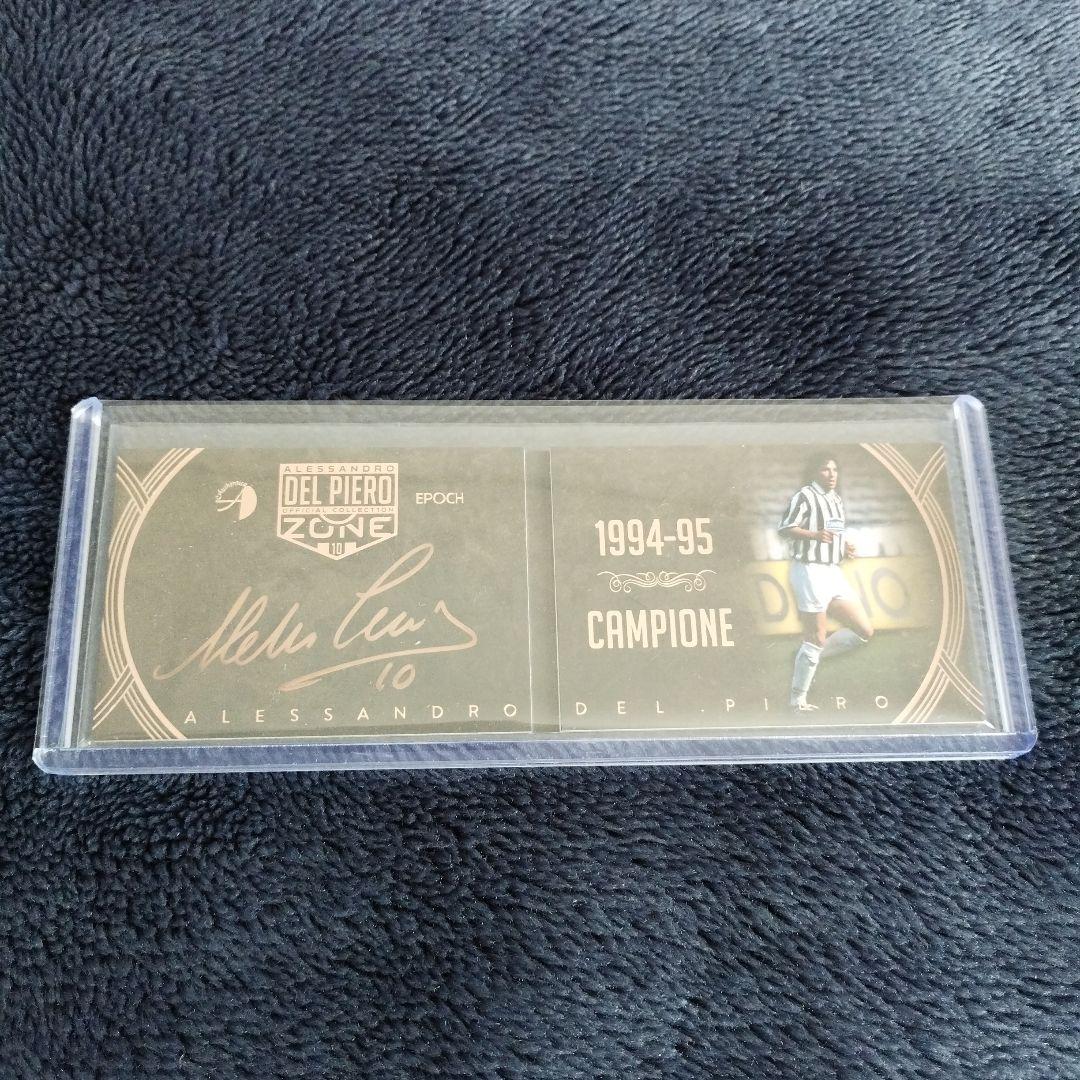 ALESSANDRO
DEL PIERO
OFFICIAL COLLECTION
ZONE
10
EPOCH
10
ALESSANDRO
1994-95
CAMPIONE
DEL PIERO